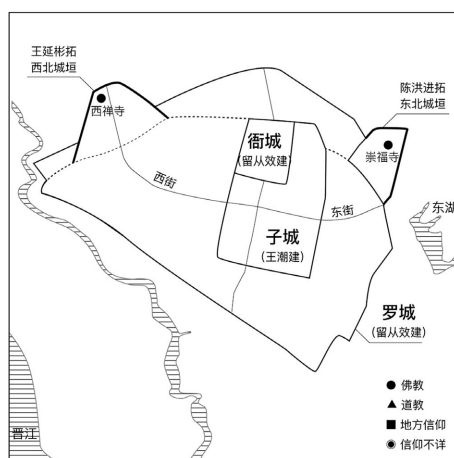 王延彬拓
西北城垣
西禅寺
陈洪进拓
东北城垣
崇福寺
衙城
(留从效建)
西街
东街
东湖
子城
(王潮建)
罗城
(留从效建)
佛教
道教
地方信仰
信仰不详
晋江